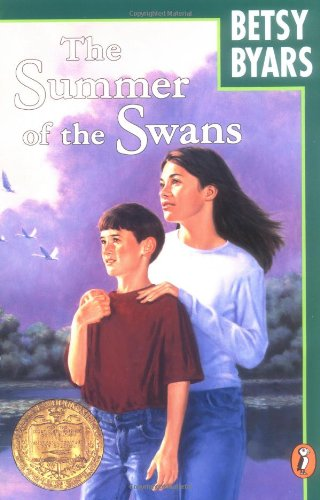 BETSY
BYARS
The
Summer
of the Swans